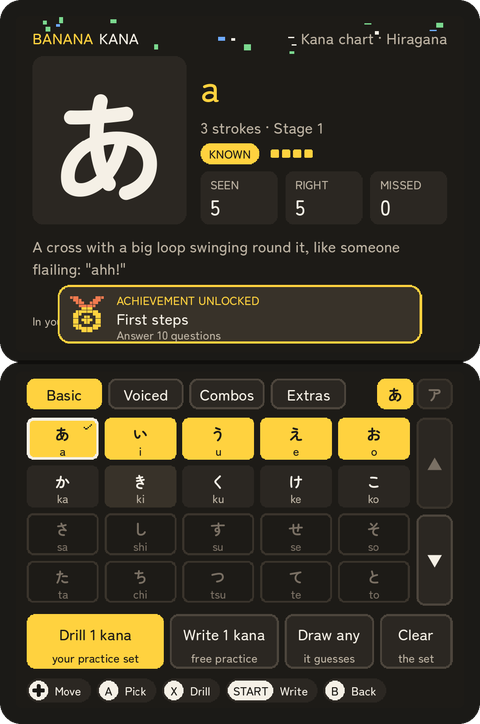 BANANA KANA
Kana chart · Hiragana
あ
a
3 strokes · Stage 1
KNOWN
SEEN
5
RIGHT
5
MISSED
0
A cross with a big loop swinging round it, like someone
flailing: "ahh!"
In
ACHIEVEMENT UNLOCKED
First steps
Answer 10 questions
Basic
Voiced
Combos
Extras
あ
ア
あ い う え お
a i u e o
か き く け こ
ka ki ku ke ko
さ し す せ そ
sa shi su se so
た ち つ て と
ta chi tsu te to
Drill 1 kana
your practice set
Write 1 kana
free practice
Draw any
it guesses
Clear
the set
Move
A Pick
X Drill
START Write
B Back